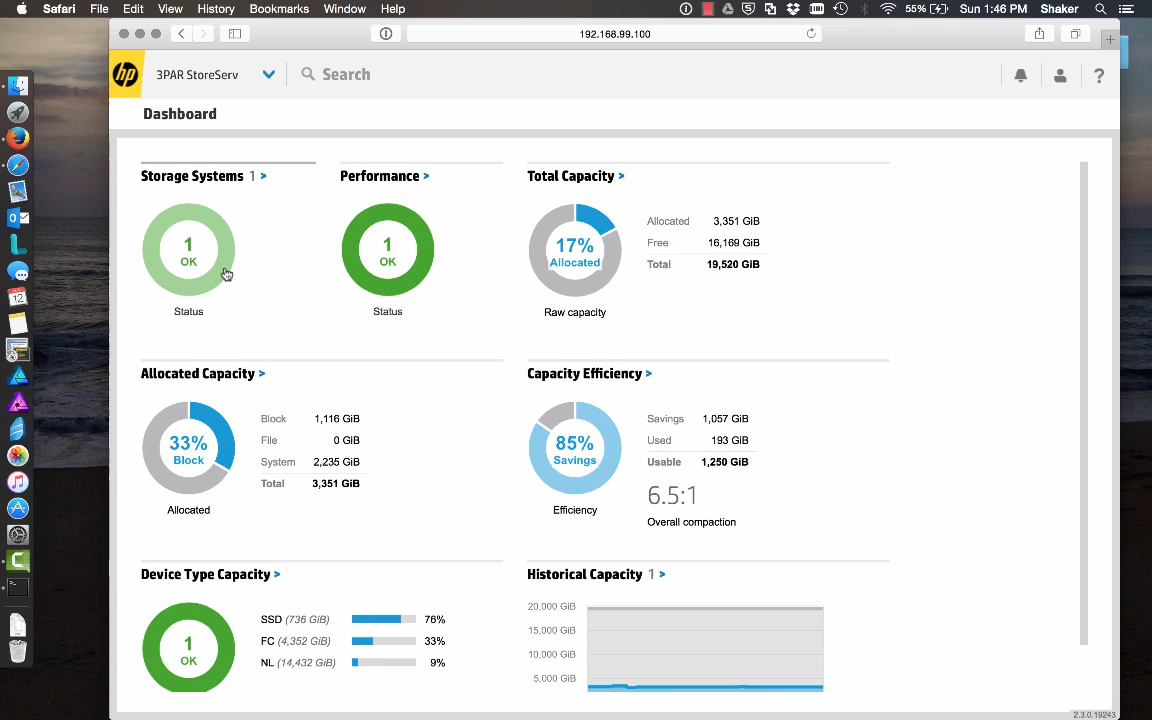 Safari File Edit View History Bookmarks Window Help 55% Sun 1:46 PM Shaker
192.168.99.100
hp 3PAR StoreServ Search ?
Dashboard
Storage Systems 1 >
1
OK
Status
Performance >
1
OK
Status
Total Capacity >
17%
Allocated
Raw capacity
Allocated 3,351 GiB
Free 16,169 GiB
Total 19,520 GiB
Allocated Capacity >
33%
Block
Allocated
Block 1,116 GiB
File 0 GiB
System 2,235 GiB
Total 3,351 GiB
Capacity Efficiency >
85%
Savings
Efficiency
Savings 1,057 GiB
Used 193 GiB
Usable 1,250 GiB
6.5:1
Overall compaction
Device Type Capacity >
1
OK
SSD (736 GiB) 76%
FC (4,352 GiB) 33%
NL (14,432 GiB) 9%
Historical Capacity 1 >
20,000 GiB
15,000 GiB
10,000 GiB
5,000 GiB
2.3.0.19243